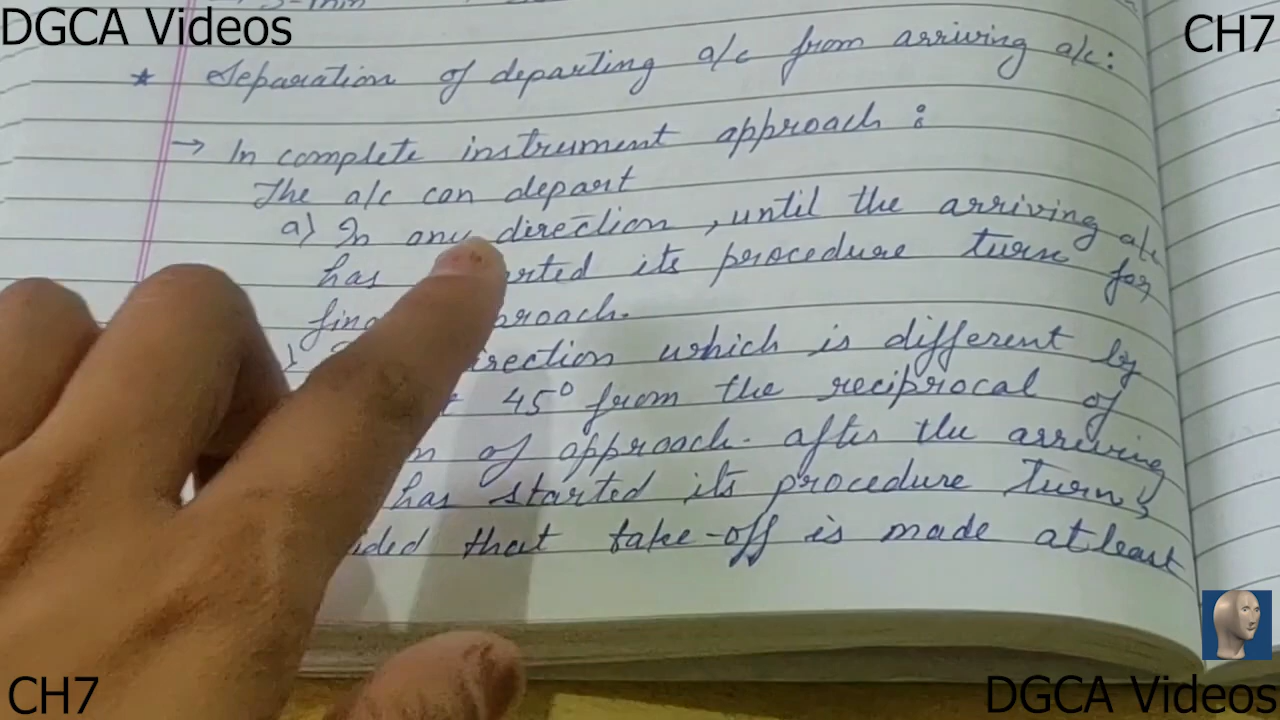 DGCA Videos
CH7
* Separation of departing a/c from arriving a/c:
→ In complete instrument approach :
The a/c can depart
a) In any direction, until the arriving a/c
has its procedure turn for
final
direction which is different by
45° from the reciprocal of
of approach. after the arriving
has started its procedure turn,
that take-off is made atleast
CH7
DGCA Videos